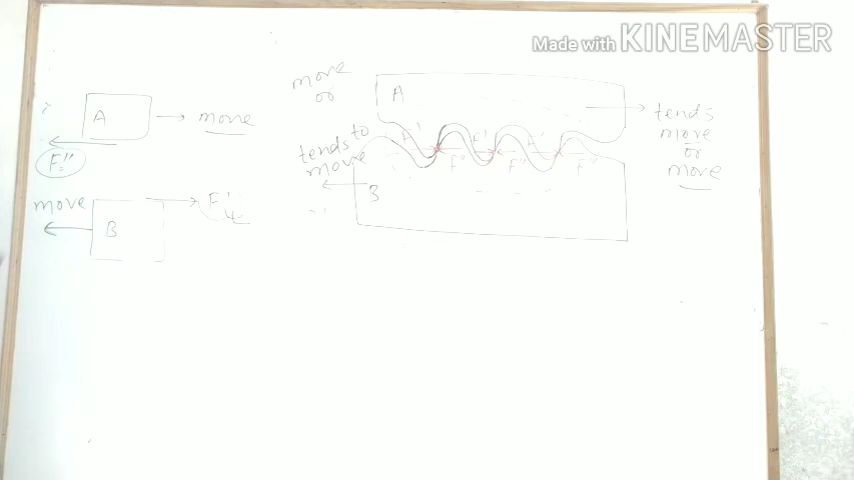 Made with KINEMASTER
A
move
F''
move
B
F'
move
or
tends to
move
A
tends
move
or
move
F'
F'
F'
F''
F''
F''
B